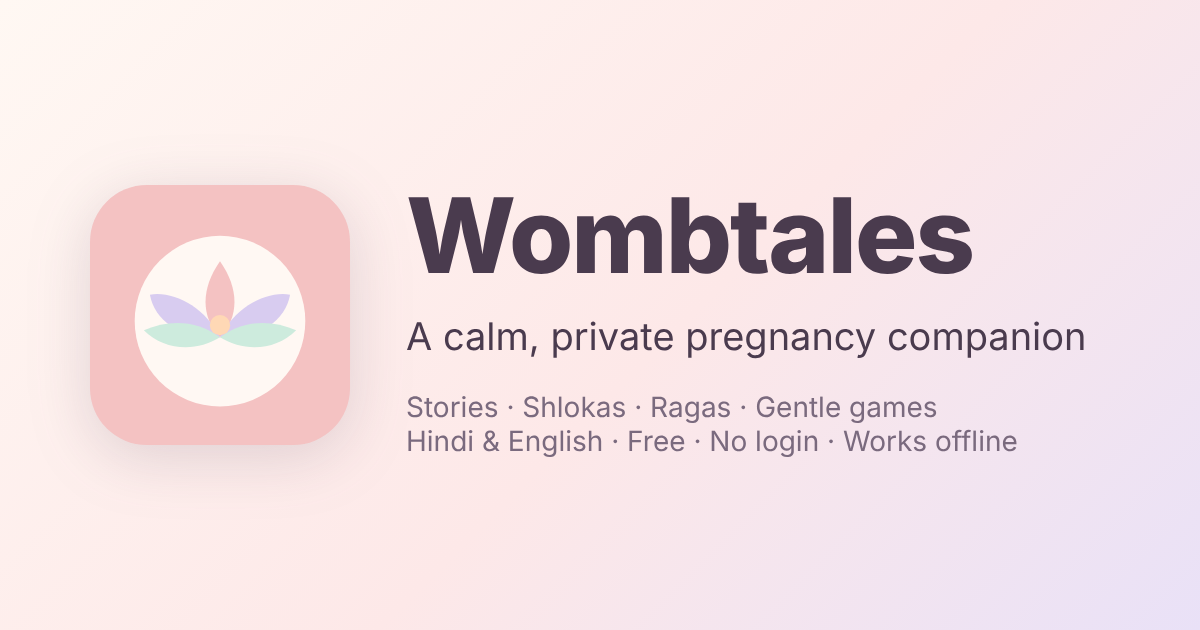 Wombtales
A calm, private pregnancy companion
Stories · Shlokas · Ragas · Gentle games
Hindi & English · Free · No login · Works offline